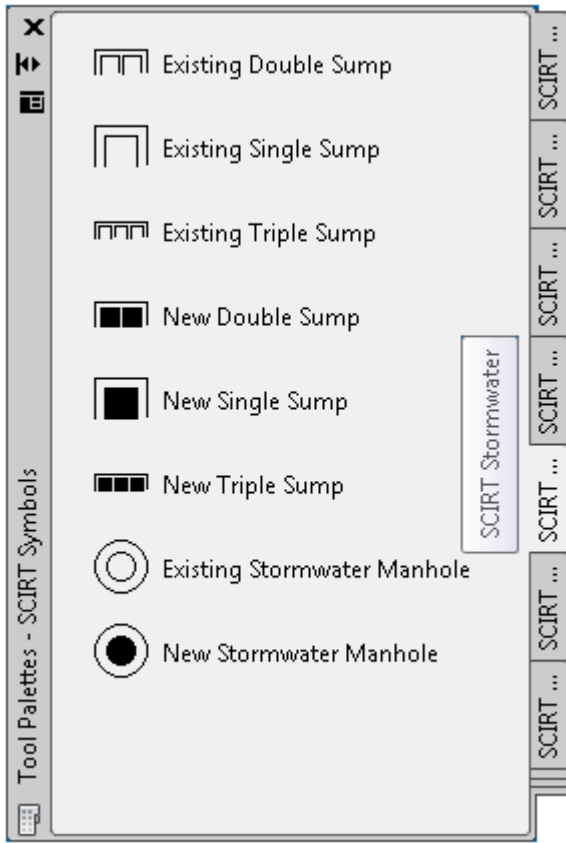 Existing Double Sump
Existing Single Sump
Existing Triple Sump
New Double Sump
New Single Sump
New Triple Sump
Existing Stormwater Manhole
New Stormwater Manhole
Tool Palettes - SCIRT Symbols
SCIRT Stormwater
SCIRT ...
SCIRT ...
SCIRT ...
SCIRT ...
SCIRT ...
SCIRT ...
SCIRT ...